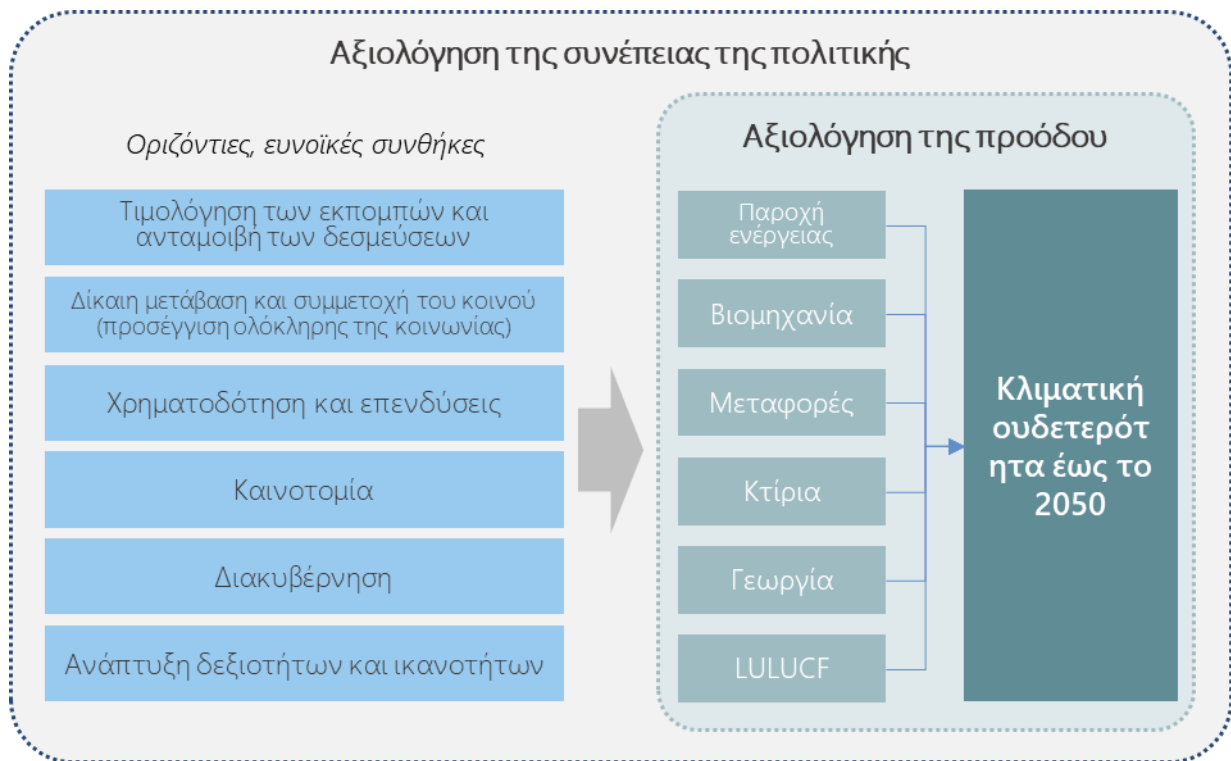 Αξιολόγηση της συνέπειας της πολιτικής
Οριζόντιες, ευνοϊκές συνθήκες
Τιμολόγηση των εκπομπών και
ανταμοιβή των δεσμεύσεων
Δίκαιη μετάβαση και συμμετοχή του κοινού
(προσέγγιση ολόκληρης της κοινωνίας)
Χρηματοδότηση και επενδύσεις
Καινοτομία
Διακυβέρνηση
Ανάπτυξη δεξιοτήτων και ικανοτήτων
Αξιολόγηση της προόδου
Παροχή
ενέργειας
Βιομηχανία
Μεταφορές
Κτίρια
Γεωργία
LULUCF
Κλιματική
ουδετερότ
ητα έως το
2050